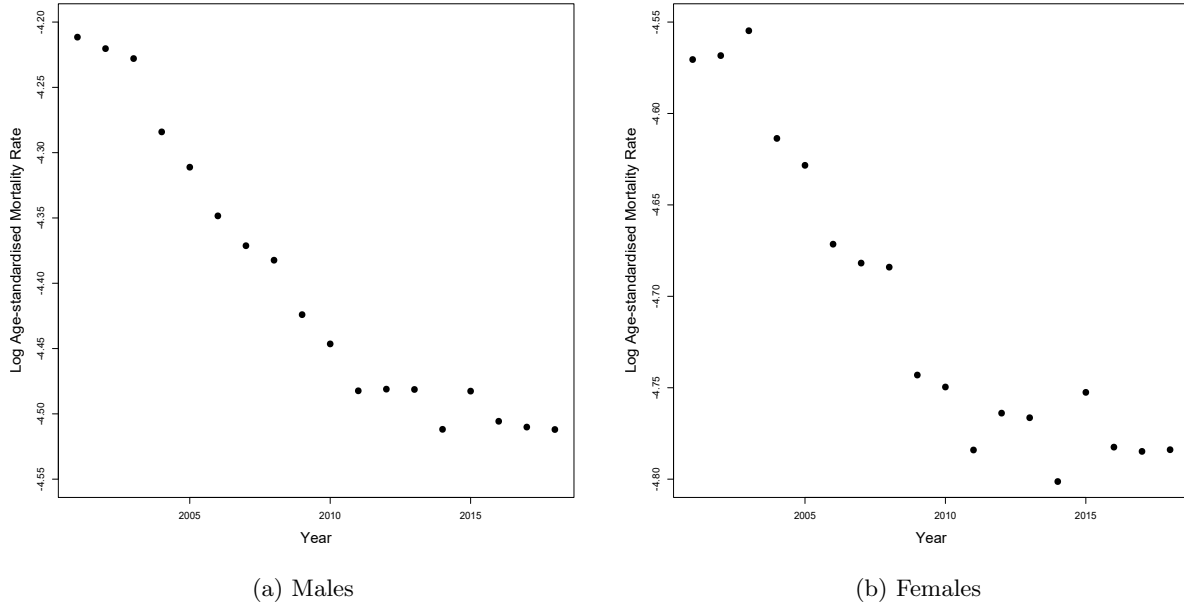 -4.20
-4.25
-4.30
-4.35
-4.40
-4.45
-4.50
-4.55
Log Age-standardised Mortality Rate
2005 2010 2015
Year
(a) Males
-4.55
-4.60
-4.65
-4.70
-4.75
-4.80
Log Age-standardised Mortality Rate
2005 2010 2015
Year
(b) Females